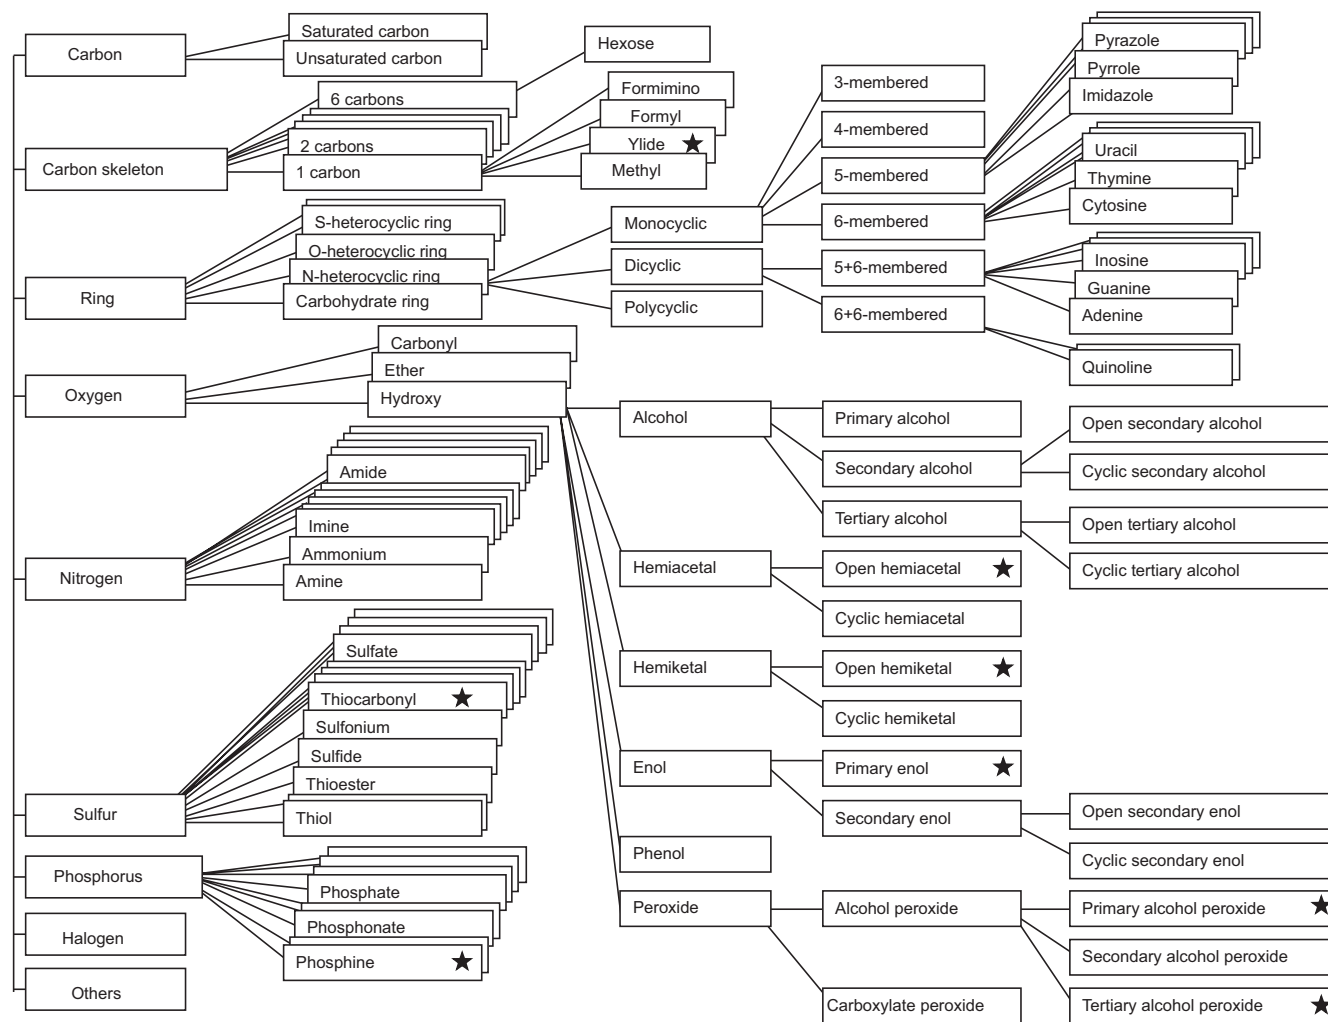 Carbon
Saturated carbon
Unsaturated carbon
Carbon skeleton
6 carbons
2 carbons
1 carbon
Hexose
Formimino
Formyl
Ylide
Methyl
Ring
S-heterocyclic ring
O-heterocyclic ring
N-heterocyclic ring
Carbohydrate ring
Monocyclic
Dicyclic
Polycyclic
3-membered
4-membered
5-membered
6-membered
5+6-membered
6+6-membered
Pyrazole
Pyrrole
Imidazole
Uracil
Thymine
Cytosine
Inosine
Guanine
Adenine
Quinoline
Oxygen
Carbonyl
Ether
Hydroxy
Alcohol
Primary alcohol
Secondary alcohol
Tertiary alcohol
Open secondary alcohol
Cyclic secondary alcohol
Open tertiary alcohol
Cyclic tertiary alcohol
Hemiacetal
Open hemiacetal
Cyclic hemiacetal
Hemiketal
Open hemiketal
Cyclic hemiketal
Enol
Primary enol
Secondary enol
Open secondary enol
Cyclic secondary enol
Phenol
Peroxide
Alcohol peroxide
Carboxylate peroxide
Primary alcohol peroxide
Secondary alcohol peroxide
Tertiary alcohol peroxide
Nitrogen
Amide
Imine
Ammonium
Amine
Sulfur
Sulfate
Thiocarbonyl
Sulfonium
Sulfide
Thioester
Thiol
Phosphorus
Phosphate
Phosphonate
Phosphine
Halogen
Others